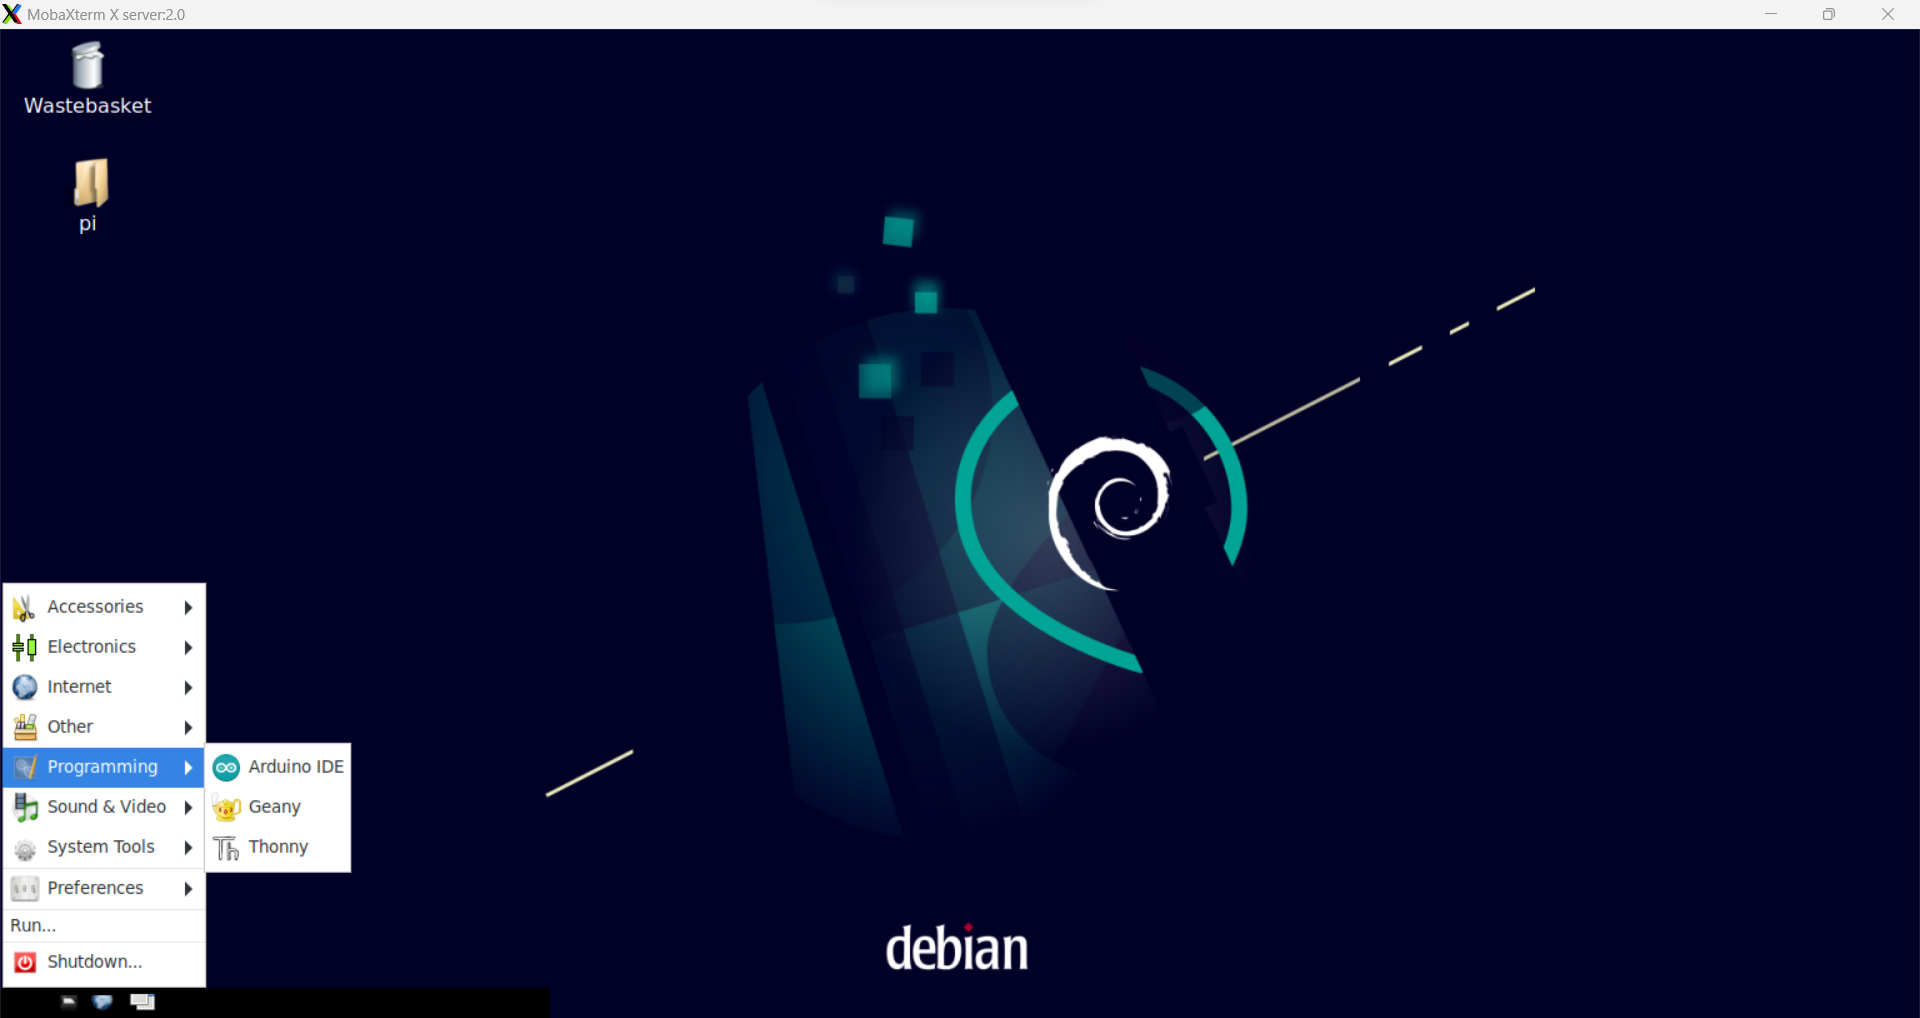 MobaXterm X server:2.0
Wastebasket
pi
Accessories
Electronics
Internet
Other
Programming
Sound & Video
System Tools
Preferences
Run...
Shutdown...
Arduino IDE
Geany
Thonny
debian